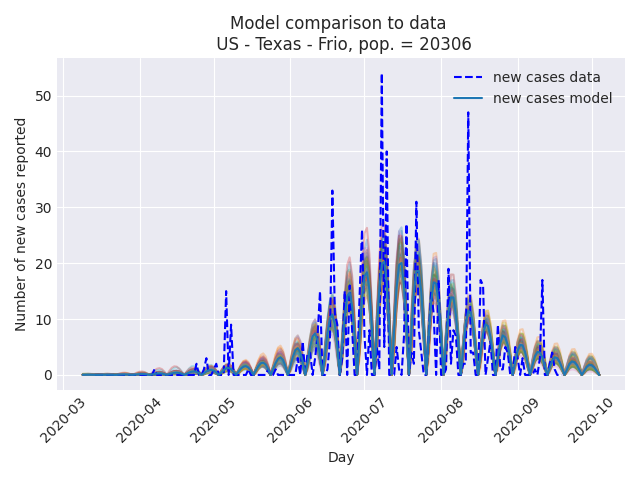 Model comparison to data
US - Texas - Frio, pop. = 20306
new cases data
new cases model
Number of new cases reported
50
40
30
20
10
0
2020-03
2020-04
2020-05
2020-06
2020-07
2020-08
2020-09
2020-10
Day